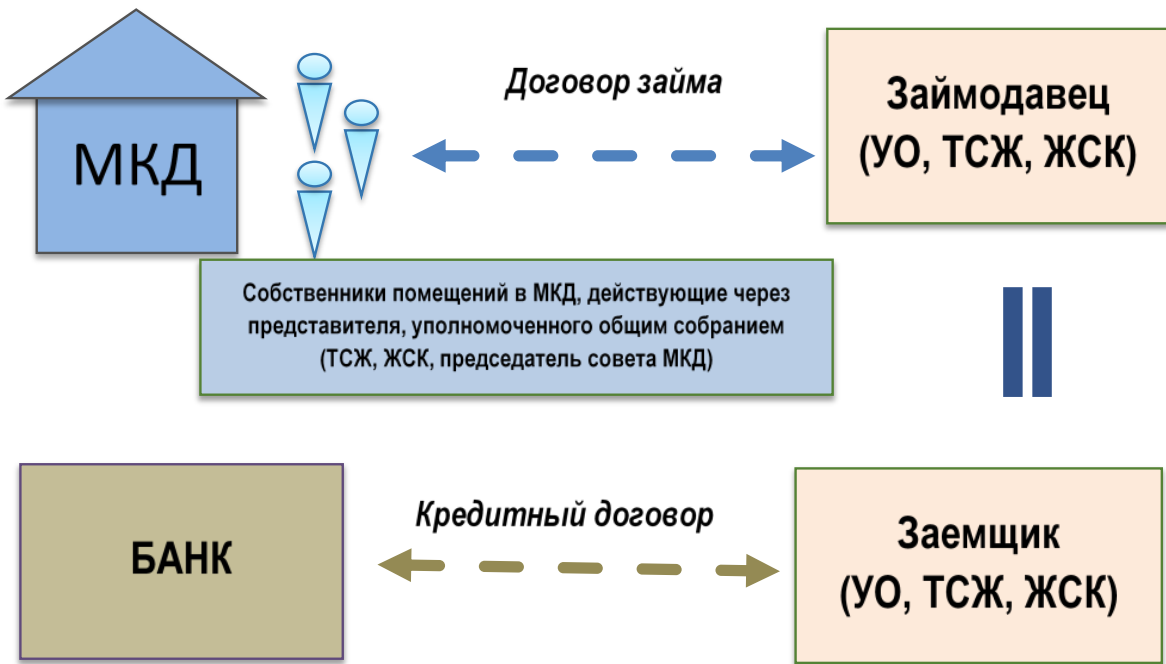 МКД
Договор займа
Займодавец
(УО, ТСЖ, ЖСК)
Собственники помещений в МКД, действующие через
представителя, уполномоченного общим собранием
(ТСЖ, ЖСК, председатель совета МКД)
БАНК
Кредитный договор
Заемщик
(УО, ТСЖ, ЖСК)